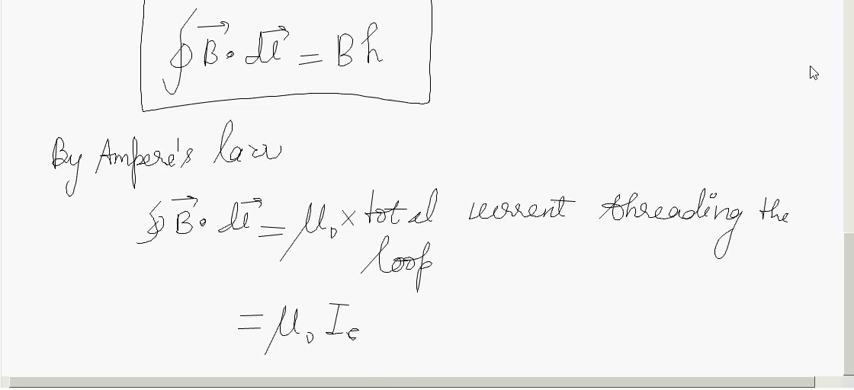 ∮B⃗·dl⃗ = Bh
By Ampere's law
∮B⃗·dl⃗ = μ₀ × total current threading the
loop
= μ₀ Iₑ